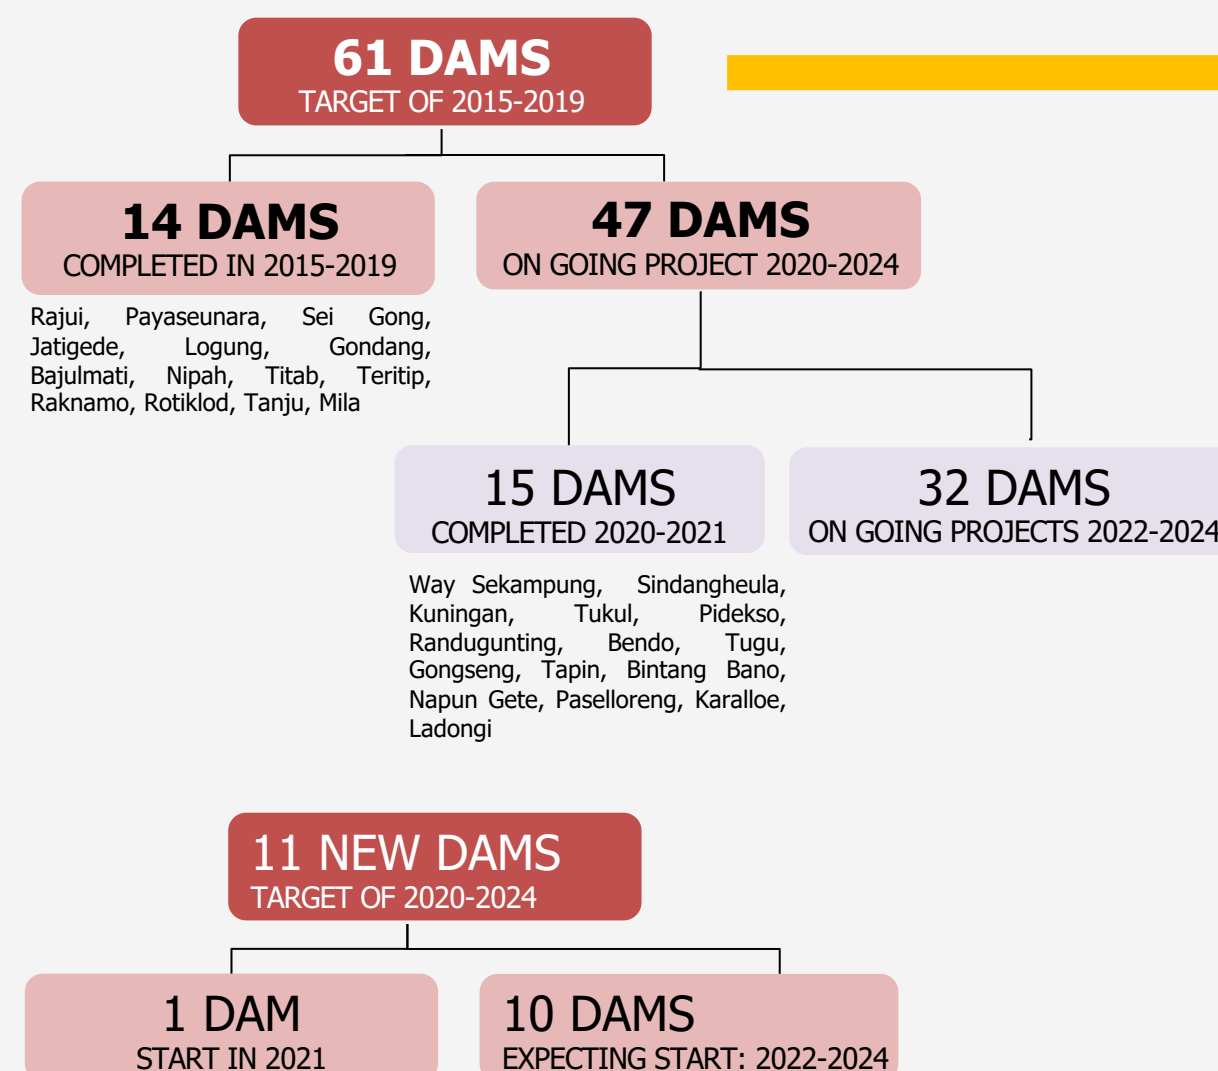 61 DAMS
TARGET OF 2015-2019
14 DAMS
COMPLETED IN 2015-2019
47 DAMS
ON GOING PROJECT 2020-2024
Rajui, Payaseunara, Sei Gong,
Jatigede, Logung, Gondang,
Bajulmati, Nipah, Titab, Teritip,
Raknamo, Rotiklod, Tanju, Mila
15 DAMS
COMPLETED 2020-2021
32 DAMS
ON GOING PROJECTS 2022-2024
Way Sekampung, Sindangheula,
Kuningan, Tukul, Pidekso,
Randugunting, Bendo, Tugu,
Gongseng, Tapin, Bintang Bano,
Napun Gete, Paselloreng, Karalloe,
Ladongi
11 NEW DAMS
TARGET OF 2020-2024
1 DAM
START IN 2021
10 DAMS
EXPECTING START: 2022-2024